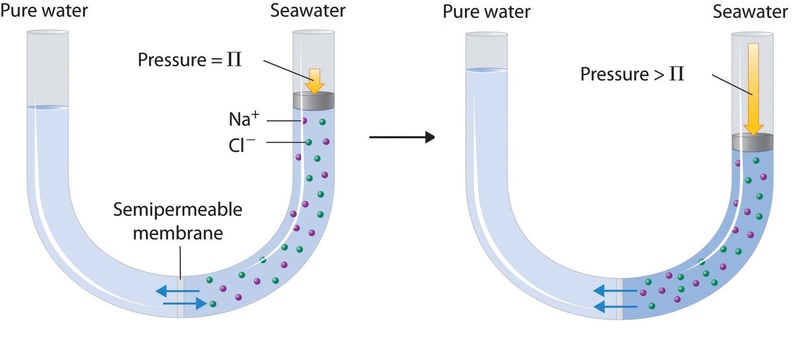 Pure water
Seawater
Pressure = Π
Na⁺
Cl⁻
Semipermeable
membrane
Pure water
Seawater
Pressure > Π